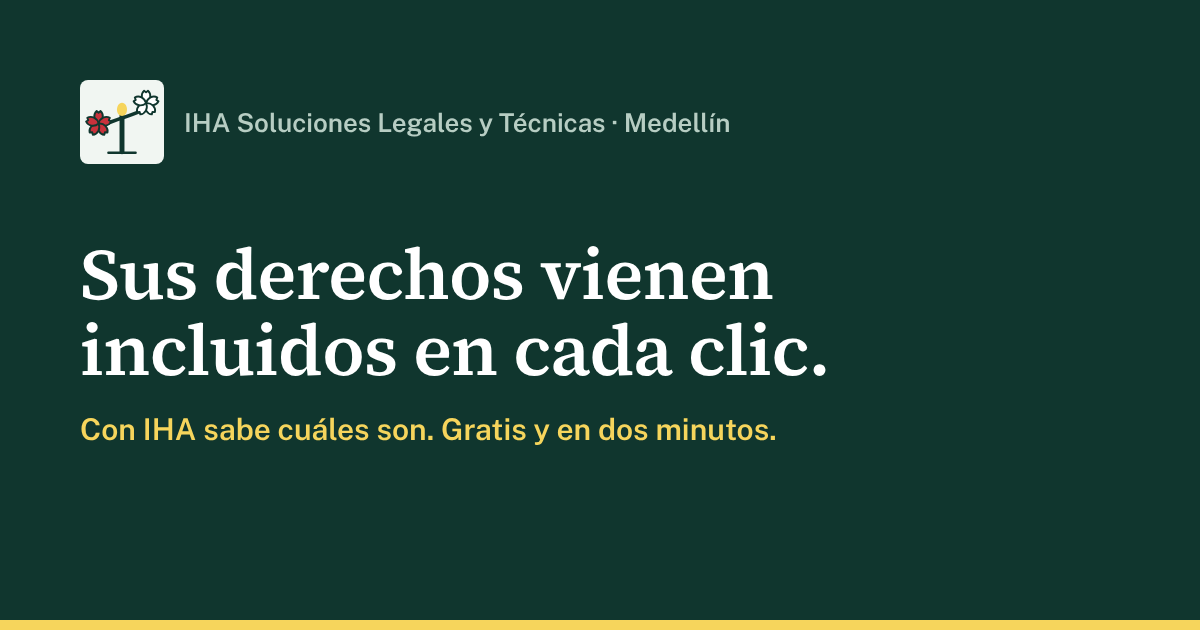 IHA Soluciones Legales y Técnicas · Medellín
Sus derechos vienen
incluidos en cada clic.
Con IHA sabe cuáles son. Gratis y en dos minutos.